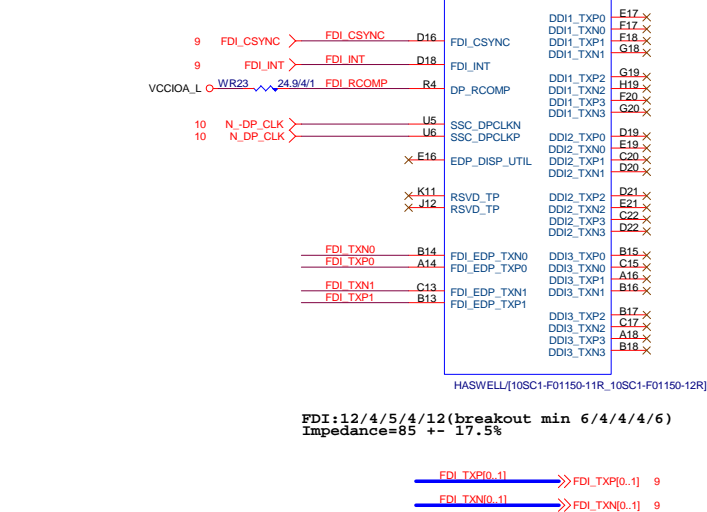 DDI1_TXP0 E17
DDI1_TXN0 F17
DDI1_TXP1 F18
DDI1_TXN1 G18
9 FDI_CSYNC FDI_CSYNC D16 FDI_CSYNC
9 FDI_INT FDI_INT D18 FDI_INT
VCCIOA_L WR23 24.9/4/1 FDI_RCOMP R4 DP_RCOMP
DDI1_TXP2 G19
DDI1_TXN2 H19
DDI1_TXP3 F20
DDI1_TXN3 G20
10 N_-DP_CLK U5 SSC_DPCLKN
10 N_DP_CLK U6 SSC_DPCLKP
DDI2_TXP0 D19
DDI2_TXN0 E19
DDI2_TXP1 C20
DDI2_TXN1 D20
E16 EDP_DISP_UTIL
K11 RSVD_TP
J12 RSVD_TP
DDI2_TXP2 D21
DDI2_TXN2 E21
DDI2_TXP3 C22
DDI2_TXN3 D22
FDI_TXN0 B14 FDI_EDP_TXN0
FDI_TXP0 A14 FDI_EDP_TXP0
FDI_TXN1 C13 FDI_EDP_TXN1
FDI_TXP1 B13 FDI_EDP_TXP1
DDI3_TXP0 B15
DDI3_TXN0 C15
DDI3_TXP1 A16
DDI3_TXN1 B16
DDI3_TXP2 B17
DDI3_TXN2 C17
DDI3_TXP3 A18
DDI3_TXN3 B18
HASWELL/[10SC1-F01150-11R_10SC1-F01150-12R]
FDI:12/4/5/4/12(breakout min 6/4/4/4/6)
Impedance=85 +- 17.5%
FDI_TXP[0..1] FDI_TXP[0..1] 9
FDI_TXN[0..1] FDI_TXN[0..1] 9